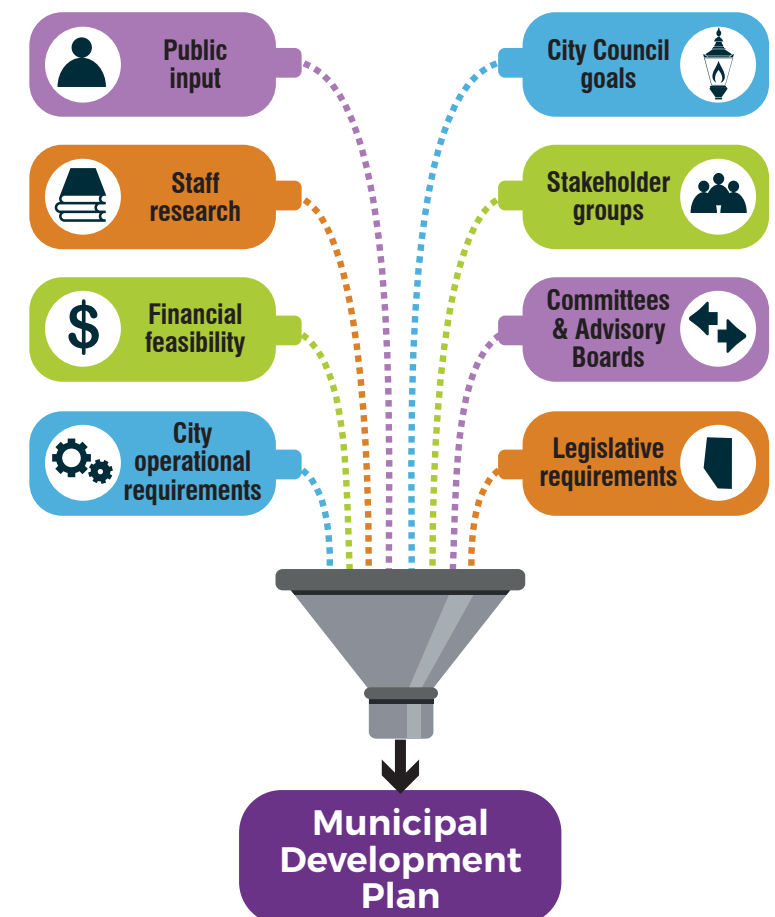 Public
input
City Council
goals
Staff
research
Stakeholder
groups
$
Financial
feasibility
Committees
& Advisory
Boards
City
operational
requirements
Legislative
requirements
Municipal
Development
Plan